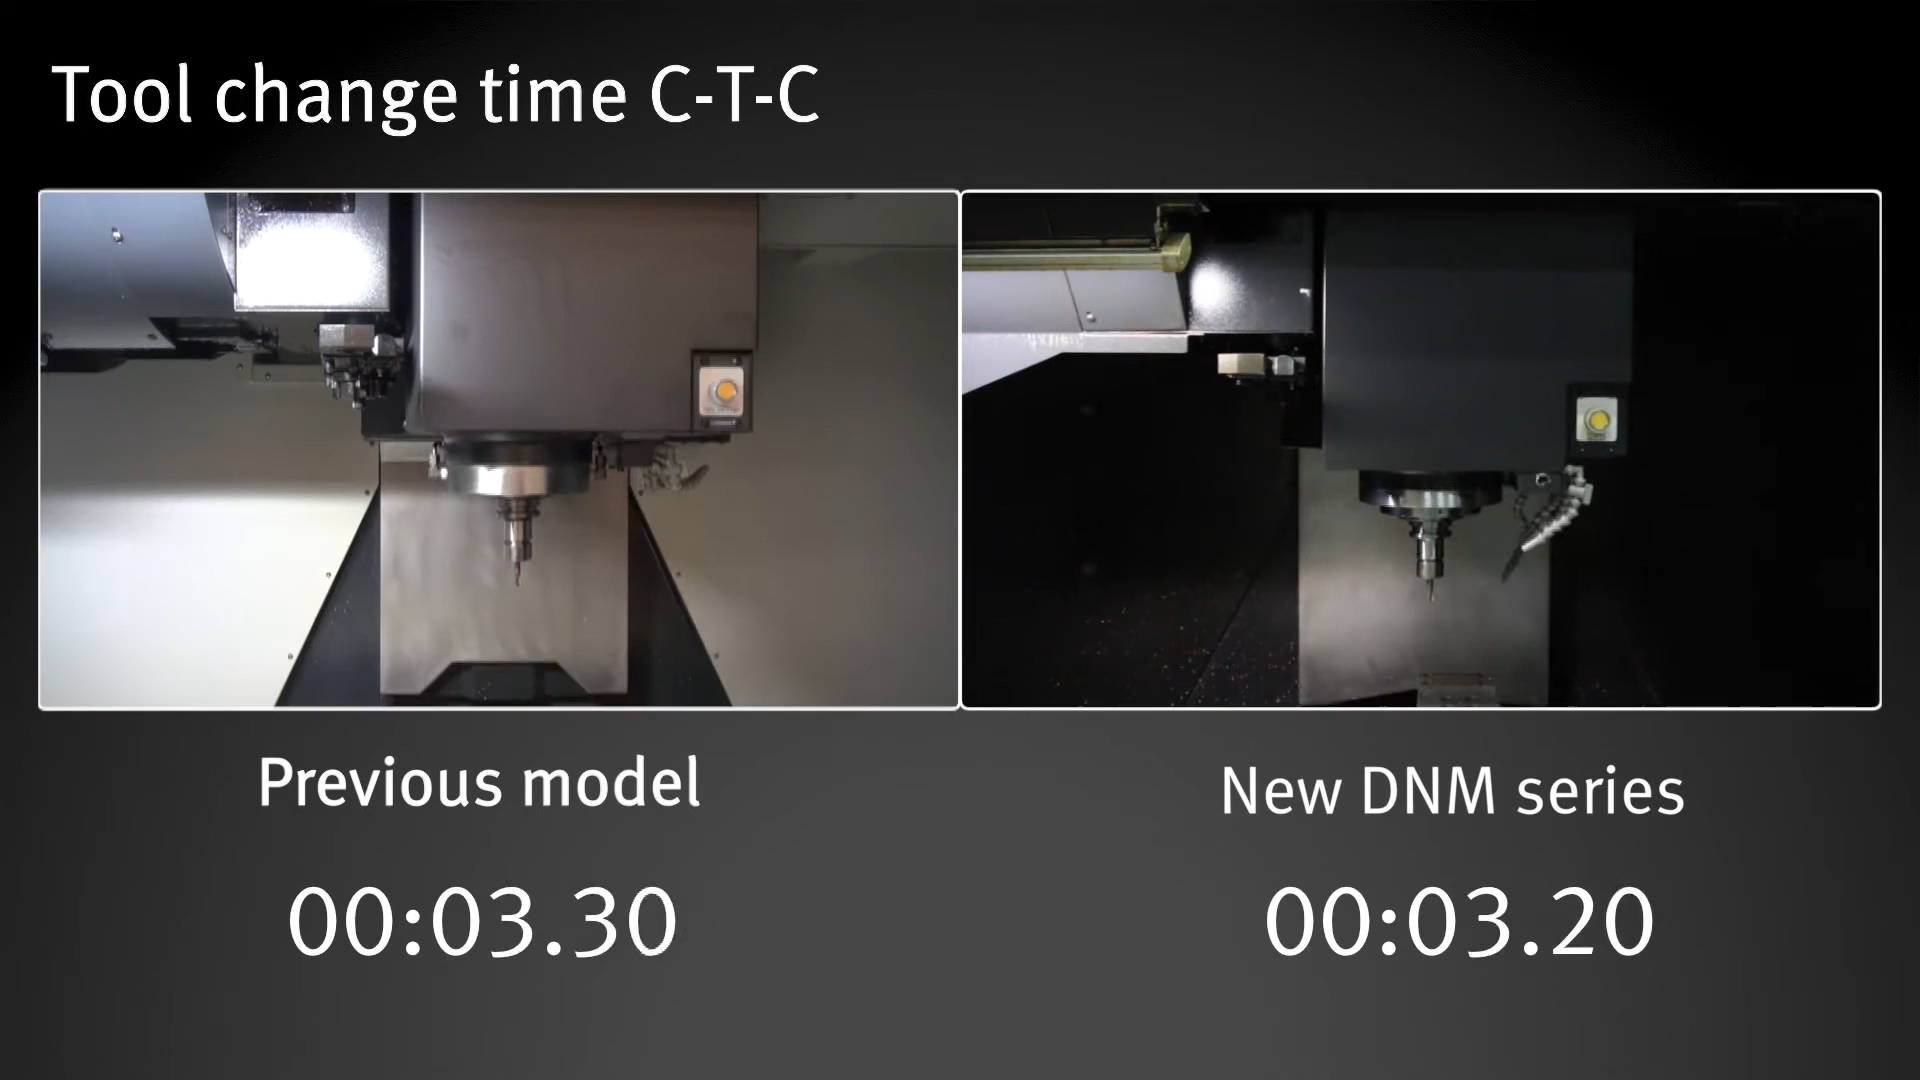 Tool change time C-T-C
Previous model
New DNM series
00:03.30
00:03.20